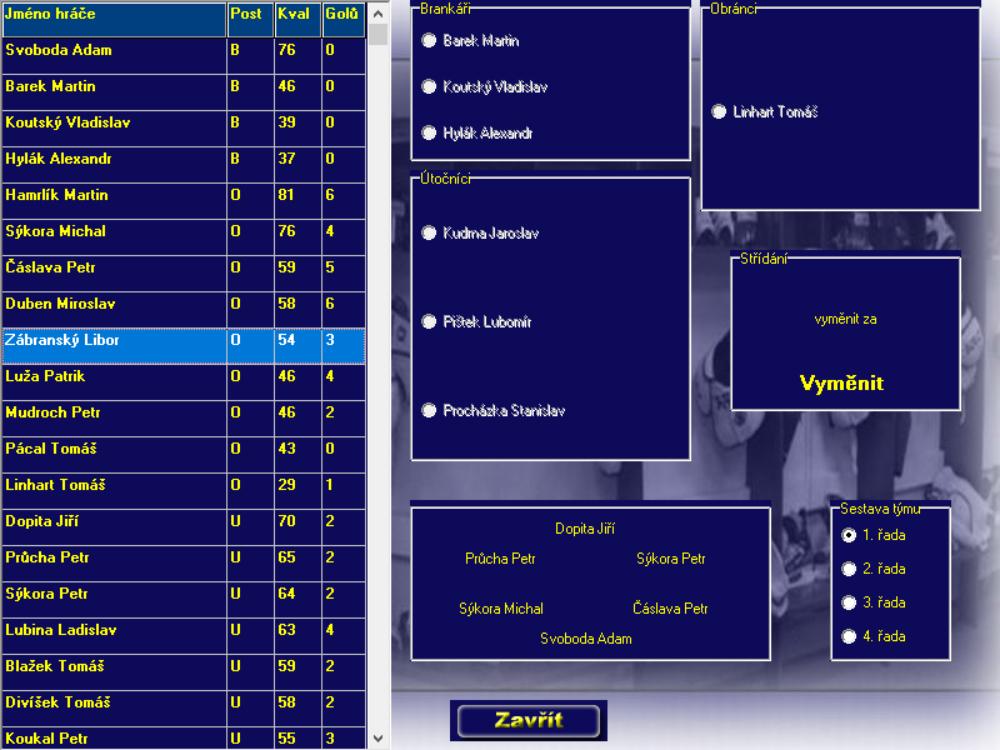 Jméno hráče Post Kval Golů
Svoboda Adam B 76 0
Barek Martin B 46 0
Koutský Vladislav B 39 0
Hylák Alexandr B 37 0
Hamrlík Martin O 81 6
Sýkora Michal O 76 4
Čáslava Petr O 59 5
Duben Miroslav O 58 6
Zábranský Libor O 54 3
Luža Patrik O 46 4
Mudroch Petr O 46 2
Pácal Tomáš O 43 0
Linhart Tomáš O 29 1
Dopita Jiří U 70 2
Průcha Petr U 65 2
Sýkora Petr U 64 2
Lubina Ladislav U 63 4
Blažek Tomáš U 59 2
Divíšek Tomáš U 58 2
Koukal Petr U 55 3
Brankáři
Barek Martin
Koutský Vladislav
Hylák Alexandr
Obránci
Linhart Tomáš
Útočníci
Kudrna Jaroslav
Pištek Lubomír
Procházka Stanislav
Střídání
vyměnit za
Vyměnit
Dopita Jiří
Průcha Petr Sýkora Petr
Sýkora Michal Čáslava Petr
Svoboda Adam
Sestava týmu
1. řada
2. řada
3. řada
4. řada
Zavřít